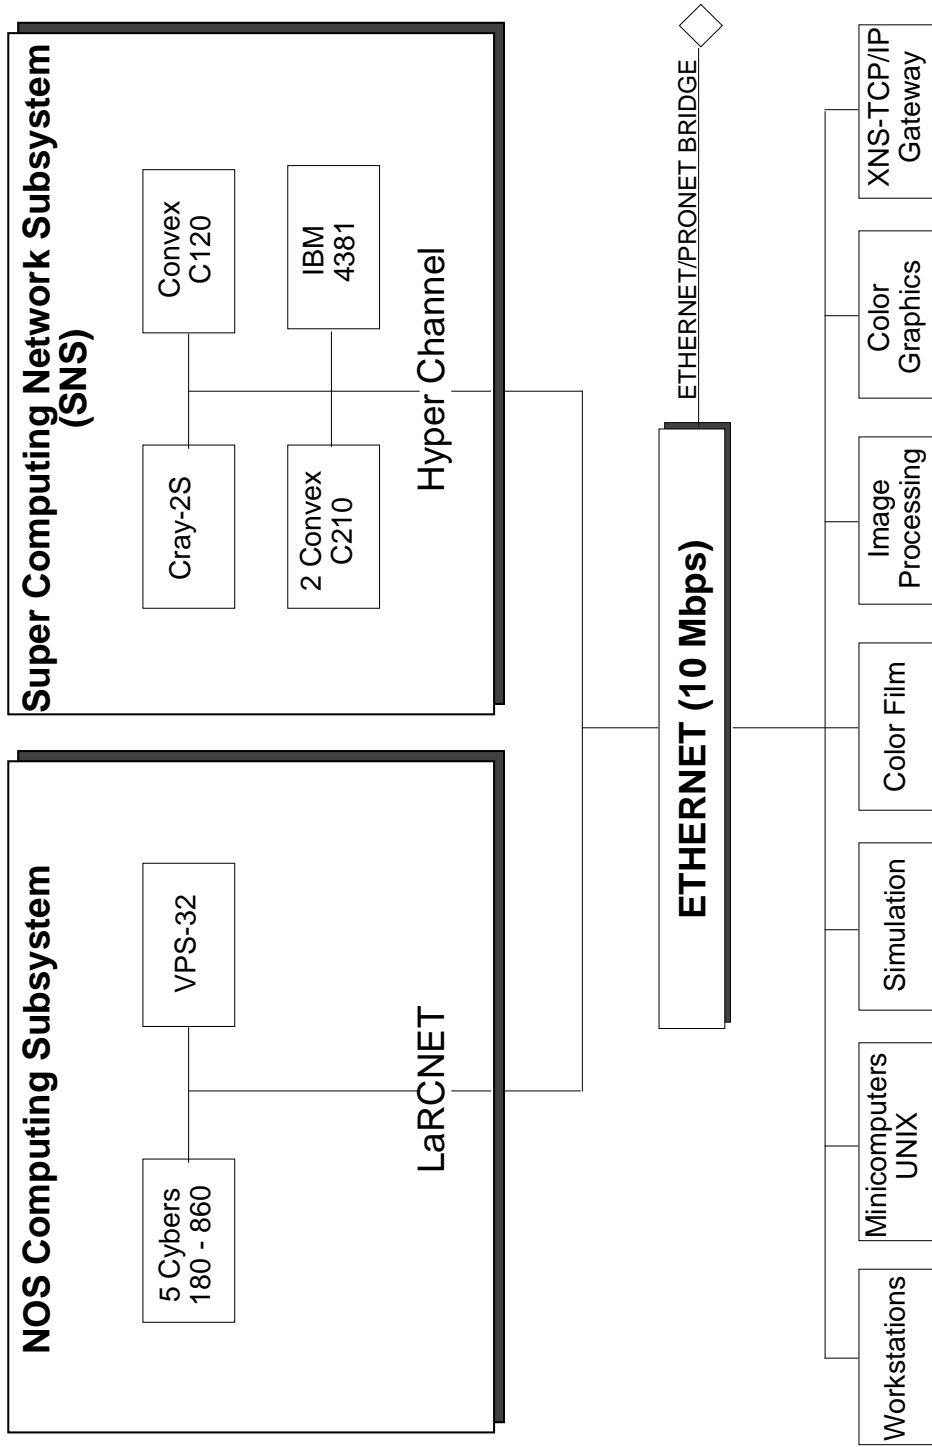 NOS Computing Subsystem
5 Cybers
180 - 860
VPS-32
LaRCNET
Super Computing Network Subsystem
(SNS)
Cray-2S
Convex
C120
2 Convex
C210
IBM
4381
Hyper Channel
ETHERNET (10 Mbps)
ETHERNET/PRONET BRIDGE
Workstations
Minicomputers
UNIX
Simulation
Color Film
Image
Processing
Color
Graphics
XNS-TCP/IP
Gateway